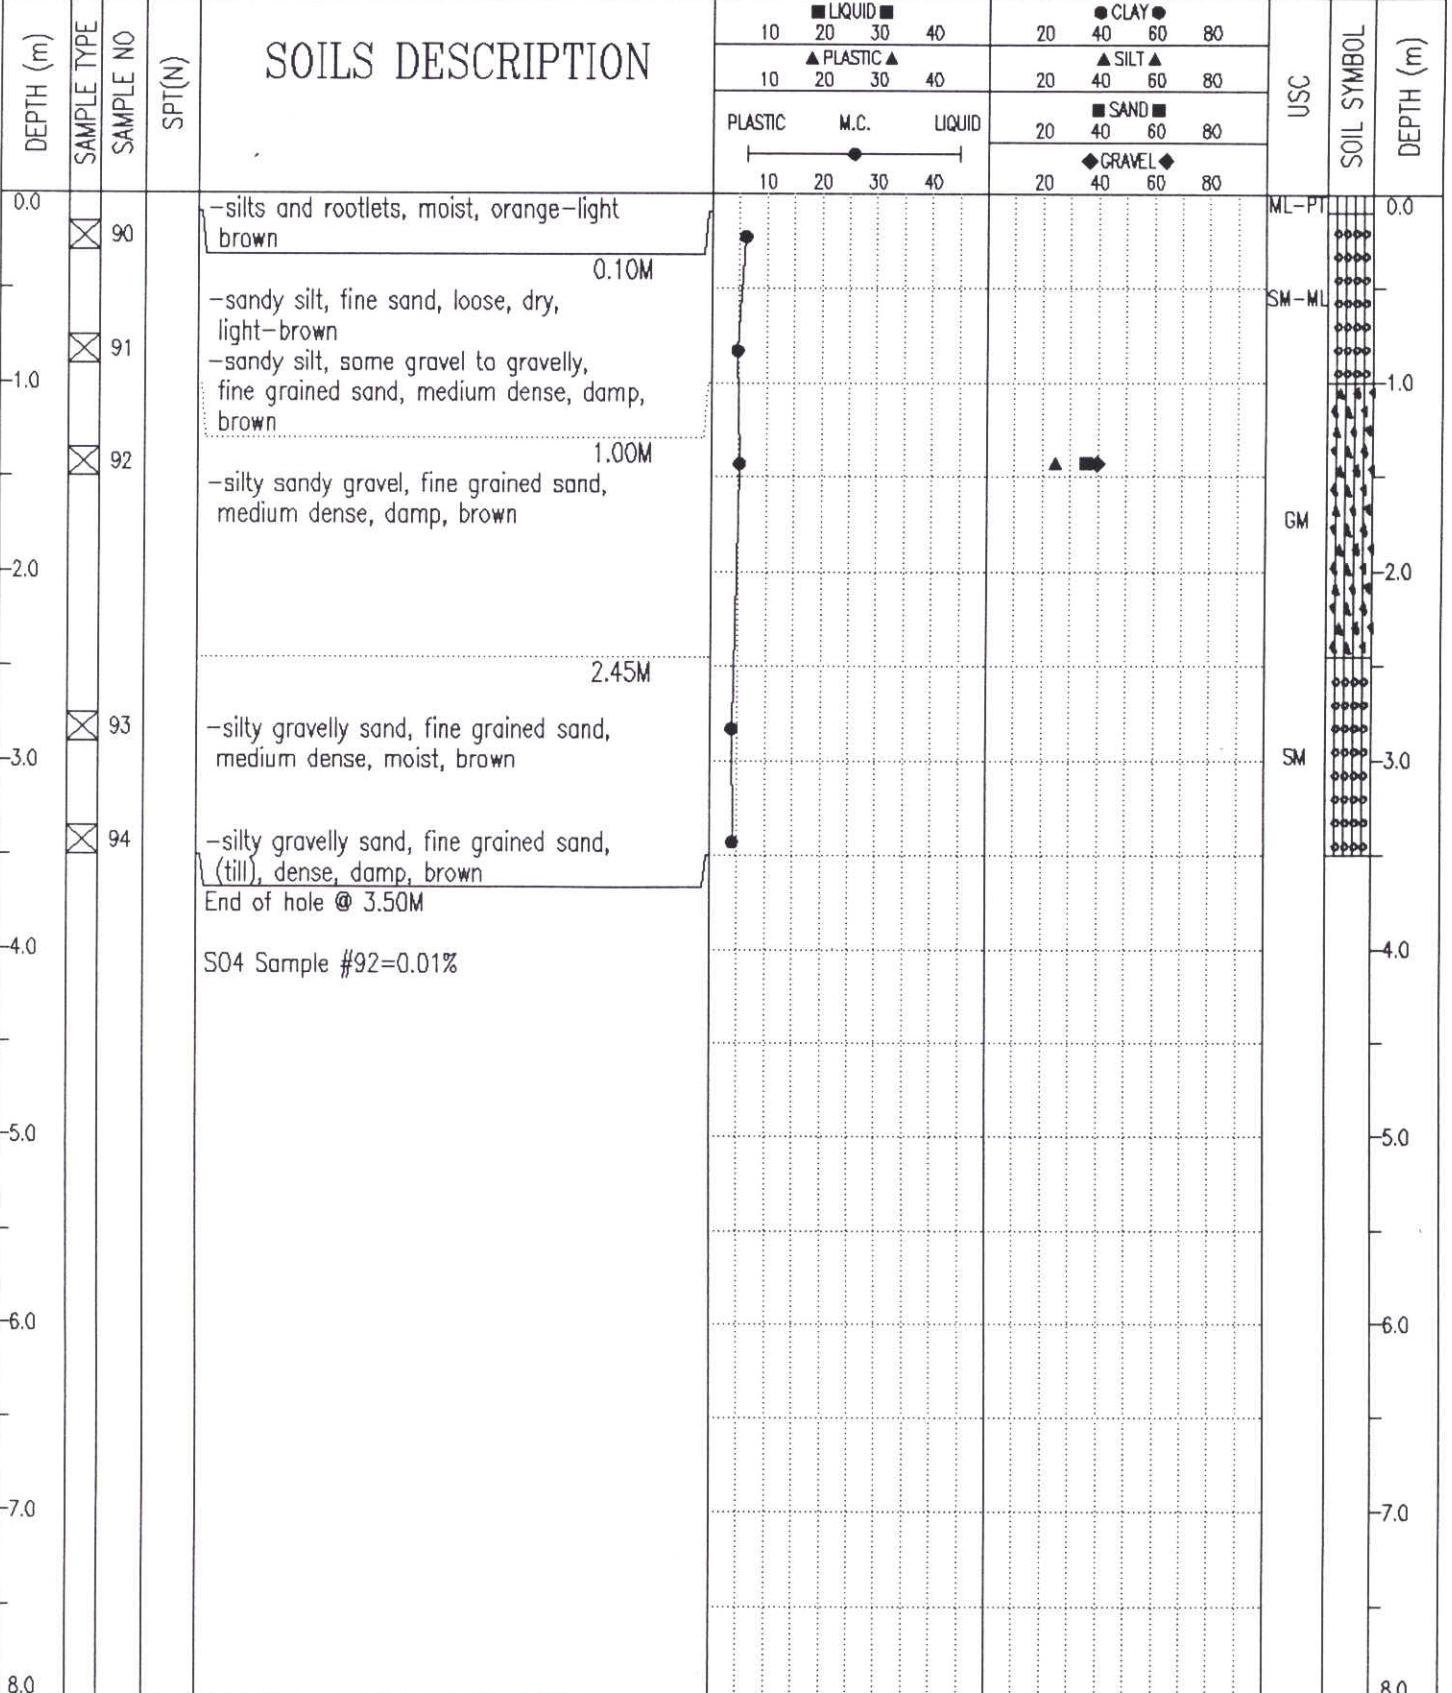 DEPTH (m)
SAMPLE TYPE
SAMPLE NO
SPT(N)
SOILS DESCRIPTION
■ LIQUID ■
10 20 30 40
▲ PLASTIC ▲
10 20 30 40
PLASTIC M.C. LIQUID
10 20 30 40
● CLAY ●
20 40 60 80
▲ SILT ▲
20 40 60 80
■ SAND ■
20 40 60 80
◆ GRAVEL ◆
20 40 60 80
USC
SOIL SYMBOL
DEPTH (m)
0.0
-silts and rootlets, moist, orange-light
brown
ML-PT
0.0
90
0.10M
-sandy silt, fine sand, loose, dry,
light-brown
SM-ML
91
-sandy silt, some gravel to gravelly,
fine grained sand, medium dense, damp,
brown
1.0
1.0
1.00M
92
-silty sandy gravel, fine grained sand,
medium dense, damp, brown
GM
2.0
2.0
2.45M
93
-silty gravelly sand, fine grained sand,
medium dense, moist, brown
SM
3.0
3.0
94
-silty gravelly sand, fine grained sand,
(till), dense, damp, brown
End of hole @ 3.50M
4.0
4.0
SO4 Sample #92=0.01%
5.0
5.0
6.0
6.0
7.0
7.0
8.0
8.0